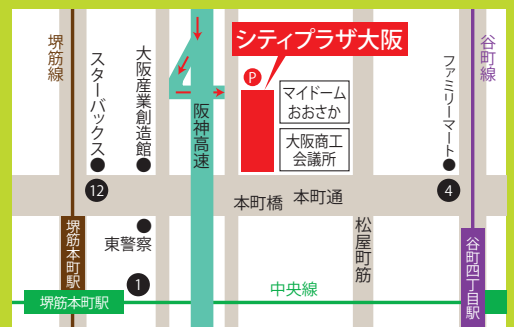 シティプラザ大阪
P
マイドーム
おおさか
大阪商工
会議所
堺筋線
スターバックス
大阪産業創造館
4
阪神高速
ファミリーマート
谷町線
12
4
本町橋
本町通
東警察
松屋町筋
堺筋本町駅
1
谷町四丁目駅
堺筋本町駅
中央線